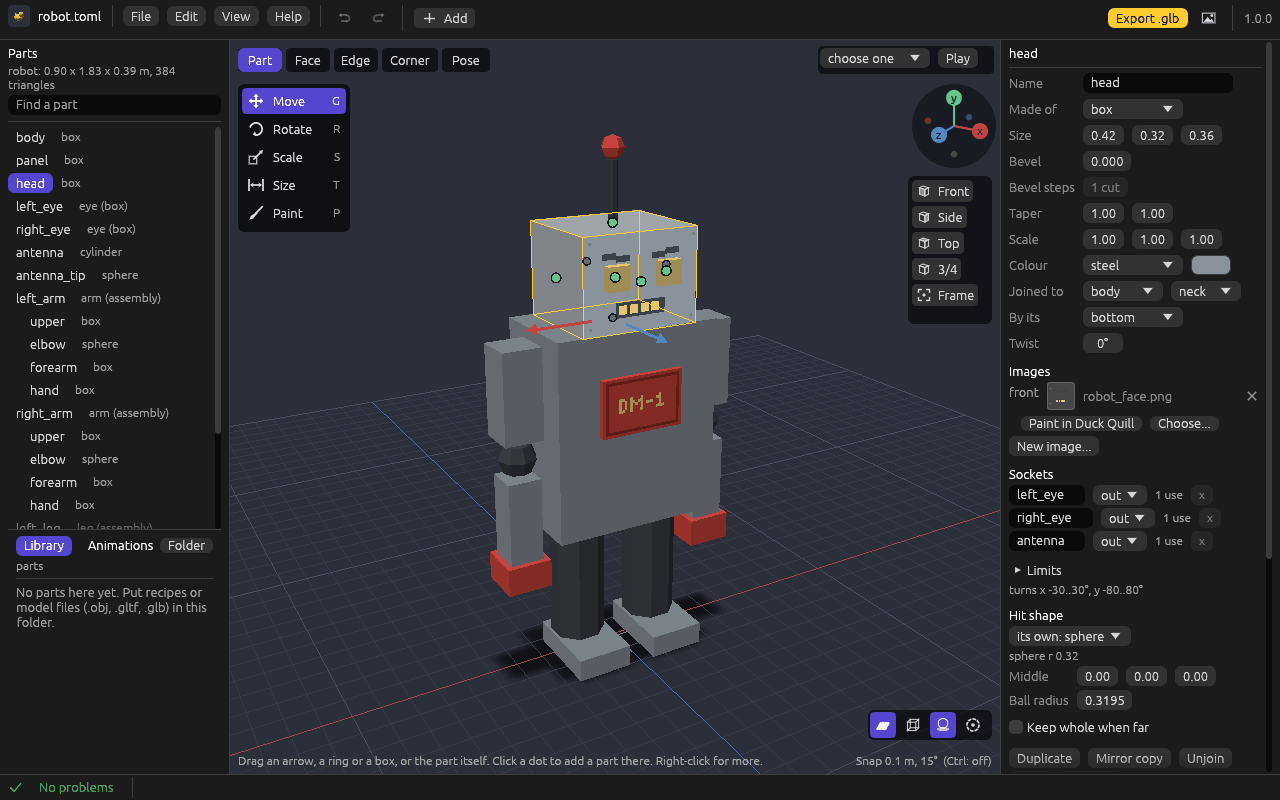 robot.toml File Edit View Help Add Export .glb 1.0.0
Parts
robot: 0.90 x 1.83 x 0.39 m, 384
triangles
Find a part
body box
panel box
head box
left_eye eye (box)
right_eye eye (box)
antenna cylinder
antenna_tip sphere
left_arm arm (assembly)
upper box
elbow sphere
forearm box
hand box
right_arm arm (assembly)
upper box
elbow sphere
forearm box
hand box
left_leg leg (assembly)
Library Animations Folder
parts
No parts here yet. Put recipes or
model files (.obj, .gltf, .glb) in this
folder.
Part Face Edge Corner Pose
Move G
Rotate R
Scale S
Size T
Paint P
choose one Play
y
x
z
Front
Side
Top
3/4
Frame
DM-1
Drag an arrow, a ring or a box, or the part itself. Click a dot to add a part there. Right-click for more.
Snap 0.1 m, 15° (Ctrl: off)
head
Name head
Made of box
Size 0.42 0.32 0.36
Bevel 0.000
Bevel steps 1 cut
Taper 1.00 1.00
Scale 1.00 1.00 1.00
Colour steel
Joined to body neck
By its bottom
Twist 0°
Images
front robot_face.png
Paint in Duck Quill Choose...
New image...
Sockets
left_eye out 1 use x
right_eye out 1 use x
antenna out 1 use x
Limits
turns x -30..30°, y -80..80°
Hit shape
its own: sphere
sphere r 0.32
Middle 0.00 0.00 0.00
Ball radius 0.3195
Keep whole when far
Duplicate Mirror copy Unjoin
No problems